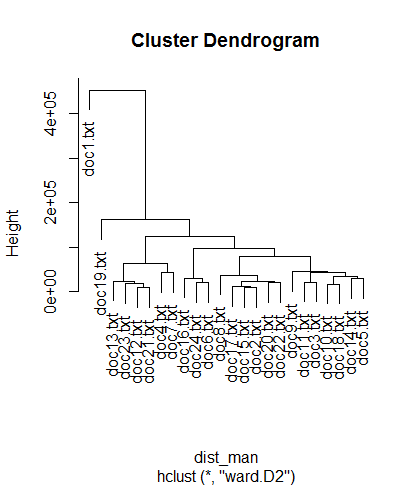 Cluster Dendrogram
Height
4e+05
2e+05
0e+00
doc1.txt
doc19.txt
doc13.txt
doc23.txt
doc12.txt
doc21.txt
doc4.txt
doc7.txt
doc16.txt
doc24.txt
doc6.txt
doc8.txt
doc17.txt
doc15.txt
doc2.txt
doc20.txt
doc22.txt
doc9.txt
doc11.txt
doc3.txt
doc10.txt
doc18.txt
doc14.txt
doc5.txt
dist_man
hclust (*, "ward.D2")